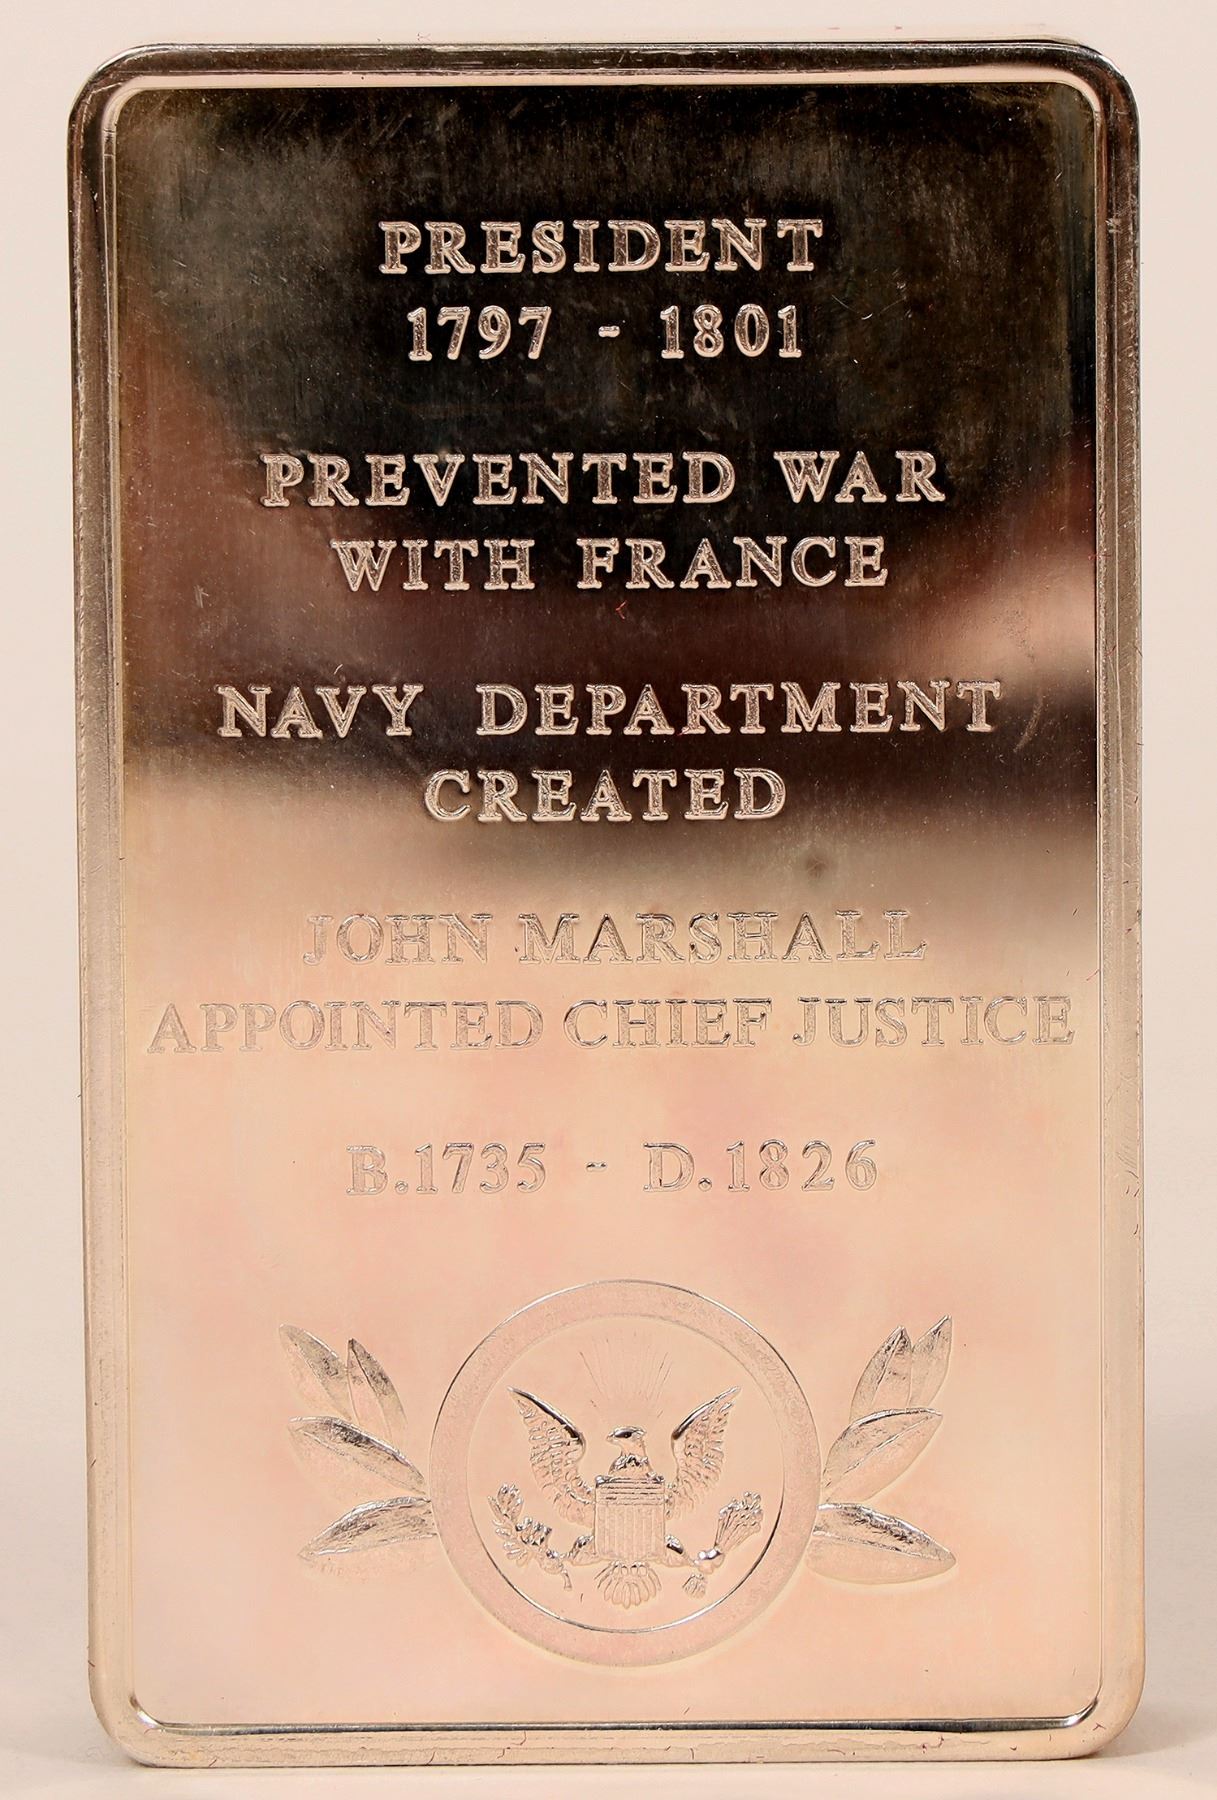 PRESIDENT
1797 - 1801
PREVENTED WAR
WITH FRANCE
NAVY DEPARTMENT
CREATED
JOHN MARSHALL
APPOINTED CHIEF JUSTICE
B.1735 - D.1826